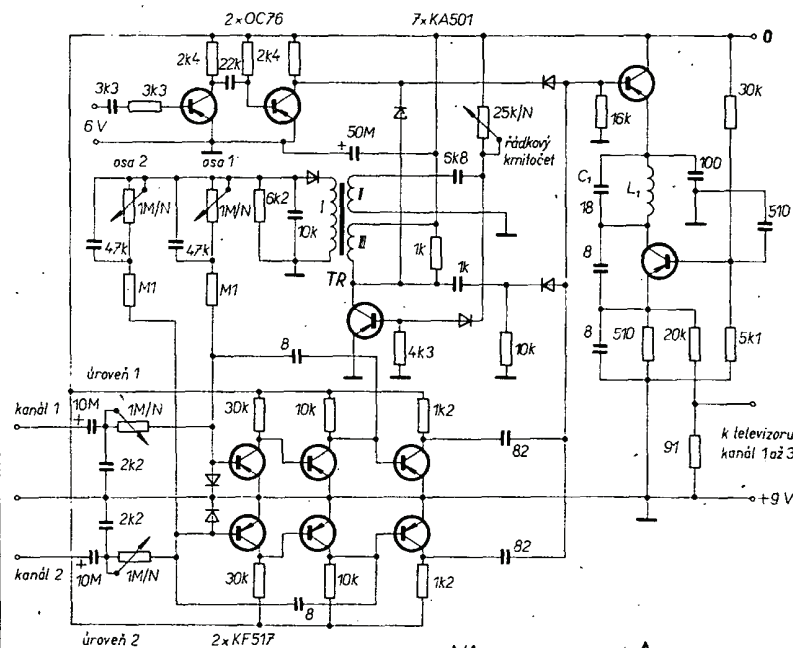 2×OC76
7×KA501
0
2k4
22k
2k4
3k3
3k3
6V
50M
+
25k/N
řádkový
kmitočet
16k
30k
osa 2
osa 1
1M/N
1M/N
47k
47k
6k2
10k
I
II
III
TR
6k8
1k
1k
C₁
18
L₁
100
510
8
8
510
20k
5k1
M1
M1
4k3
10k
8
úroveň 1
kanál 1
10M
+
1M/N
2k2
30k
10k
1k2
82
91
k televizoru
kanál 1 až 3
+9V
2k2
kanál 2
+
10M
1M/N
30k
10k
1k2
82
8
úroveň 2
2×KF517